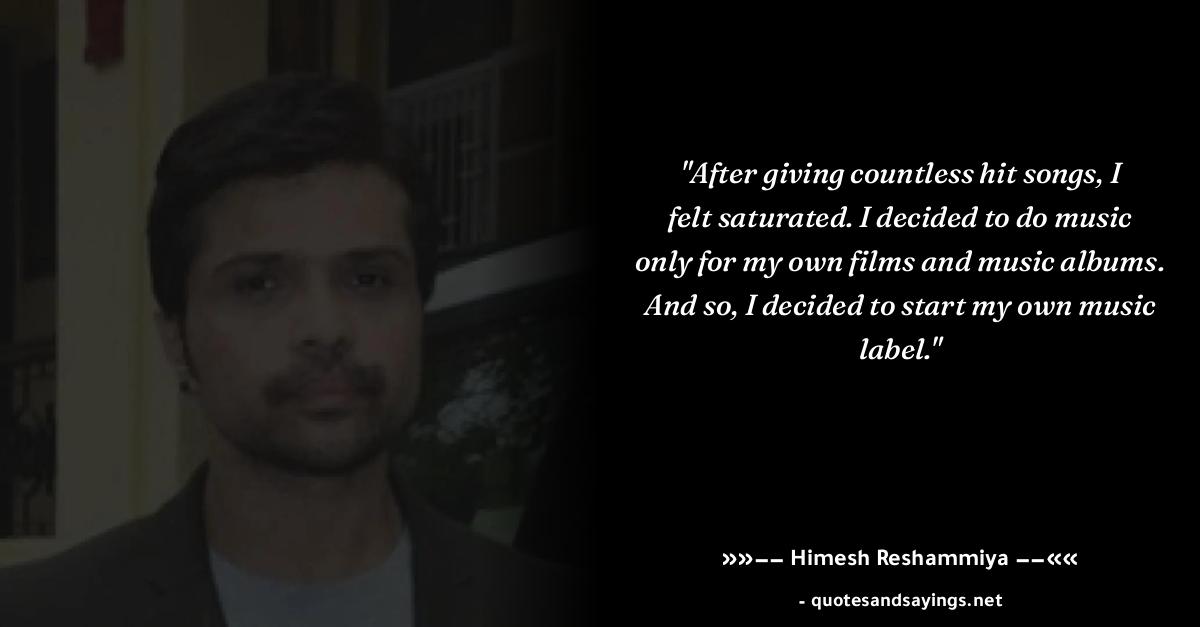 "After giving countless hit songs, I
felt saturated. I decided to do music
only for my own films and music albums.
And so, I decided to start my own music
label."
»»−− Himesh Reshammiya −−««
- quotesandsayings.net